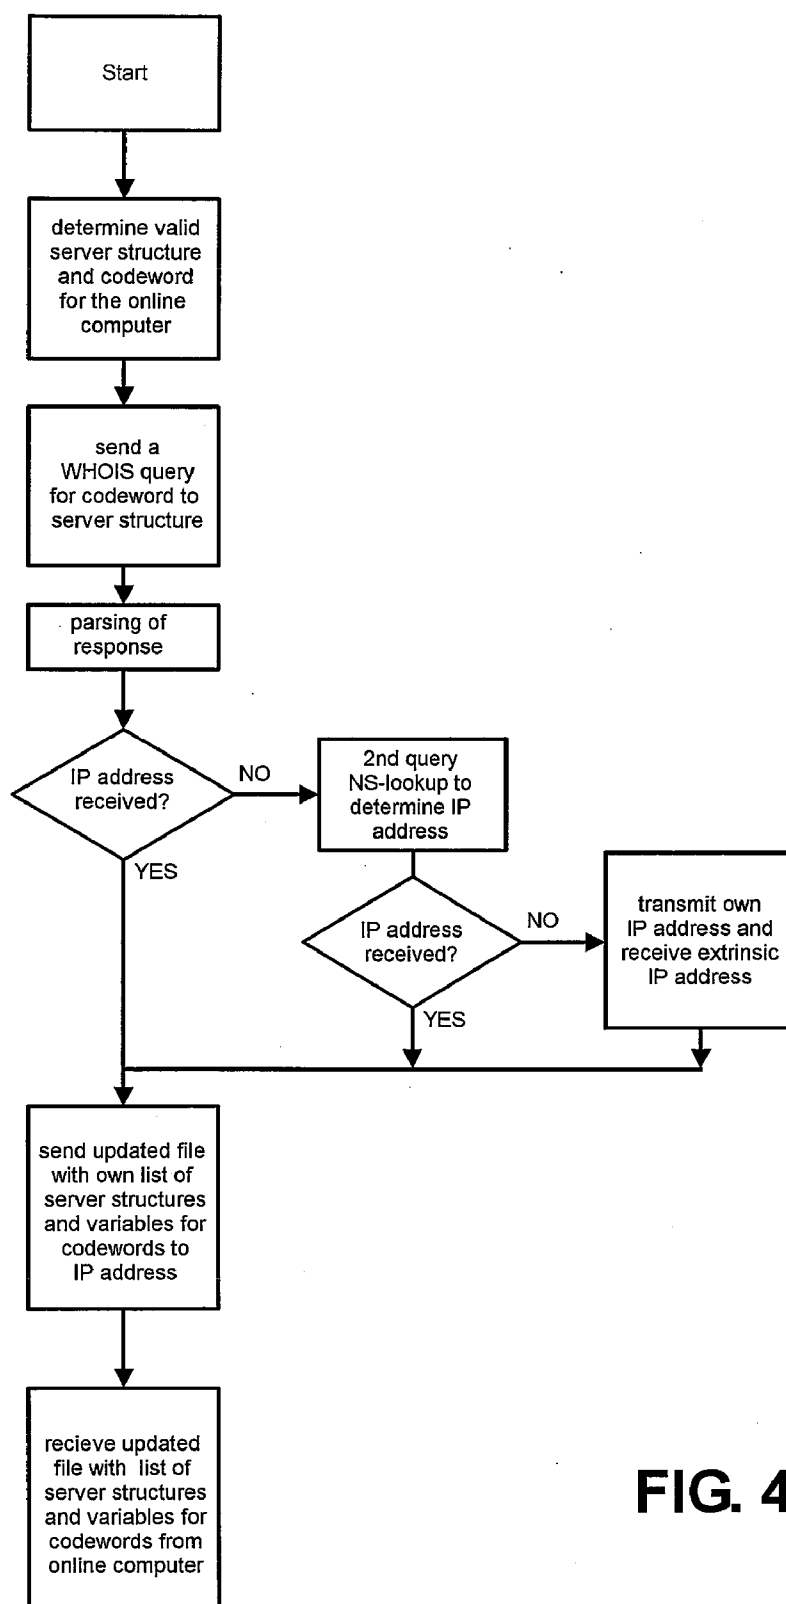 Start
determine valid
server structure
and codeword
for the online
computer
send a
WHOIS query
for codeword to
server structure
parsing of
response
IP address
received?
NO
YES
2nd query
NS-lookup to
determine IP
address
IP address
received?
NO
YES
transmit own
IP address and
receive extrinsic
IP address
send updated file
with own list of
server structures
and variables for
codewords to
IP address
recieve updated
file with list of
server structures
and variables for
codewords from
online computer
FIG. 4